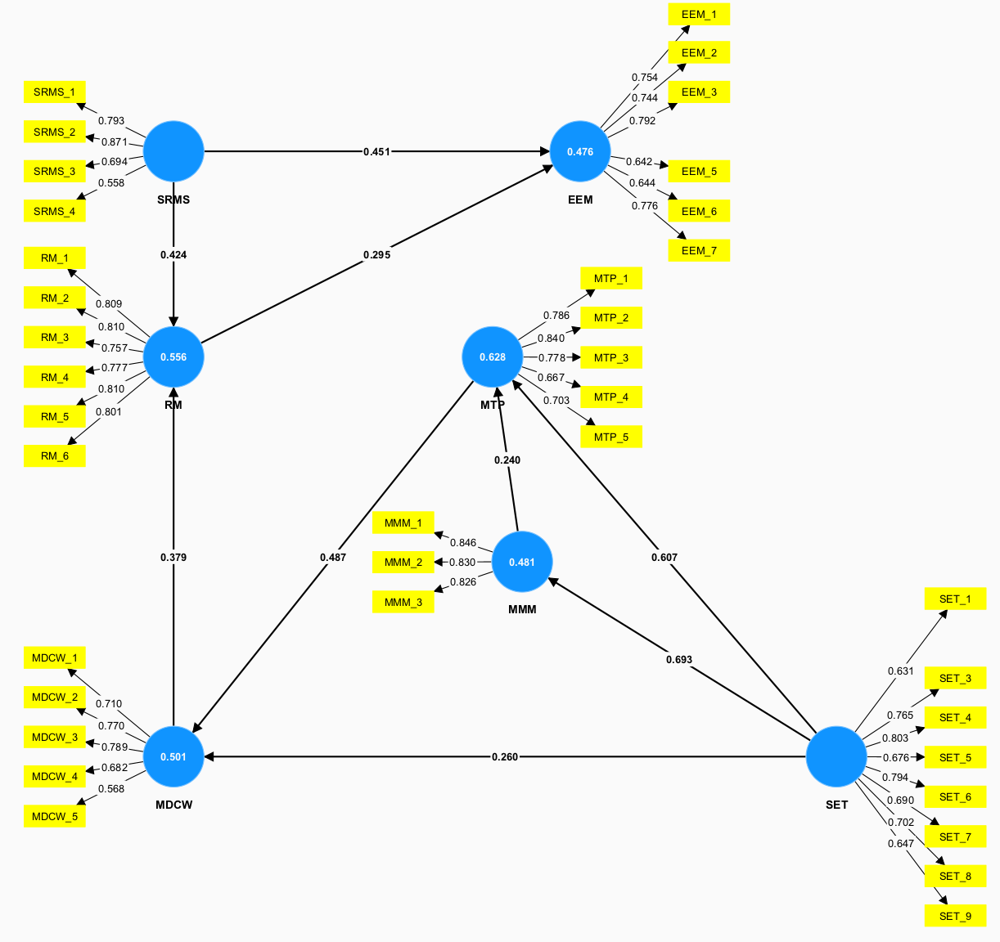 EEM_1
EEM_2
EEM_3
EEM_5
EEM_6
EEM_7
0.754
0.744
0.792
0.642
0.644
0.776
0.476
EEM
SRMS_1
SRMS_2
SRMS_3
SRMS_4
0.793
0.871
0.694
0.558
SRMS
0.451
0.424
0.295
RM_1
RM_2
RM_3
RM_4
RM_5
RM_6
0.809
0.810
0.757
0.777
0.810
0.801
0.556
RM
MTP_1
MTP_2
MTP_3
MTP_4
MTP_5
0.786
0.840
0.778
0.667
0.703
0.628
MTP
0.240
0.379
0.487
0.607
MMM_1
MMM_2
MMM_3
0.846
0.830
0.826
0.481
MMM
0.693
MDCW_1
MDCW_2
MDCW_3
MDCW_4
MDCW_5
0.710
0.770
0.789
0.682
0.568
0.501
MDCW
0.260
SET
SET_1
SET_3
SET_4
SET_5
SET_6
SET_7
SET_8
SET_9
0.631
0.765
0.803
0.676
0.794
0.690
0.702
0.647